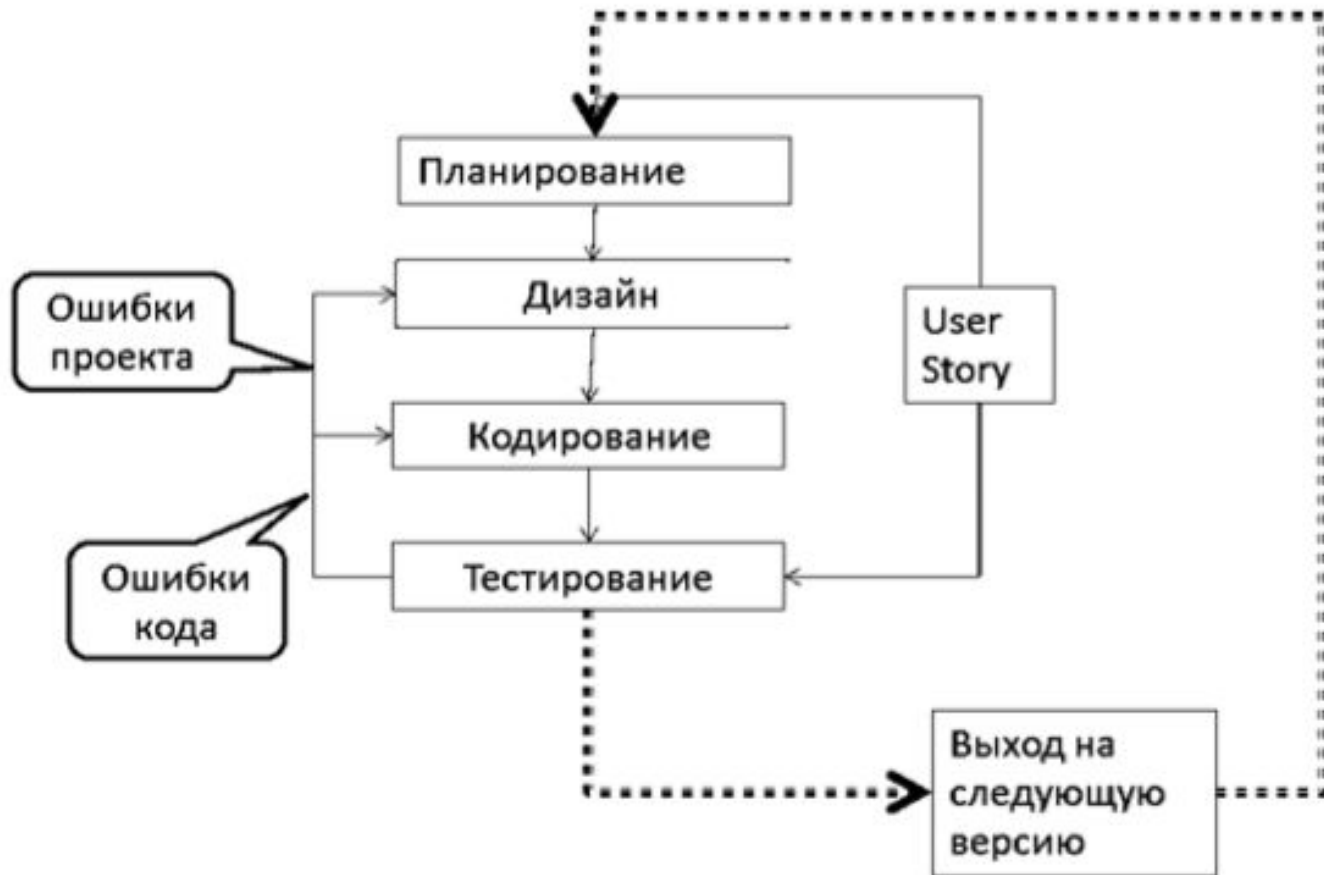 Планирование
Дизайн
Ошибки
проекта
User
Story
Кодирование
Тестирование
Ошибки
кода
Выход на
следующую
версию